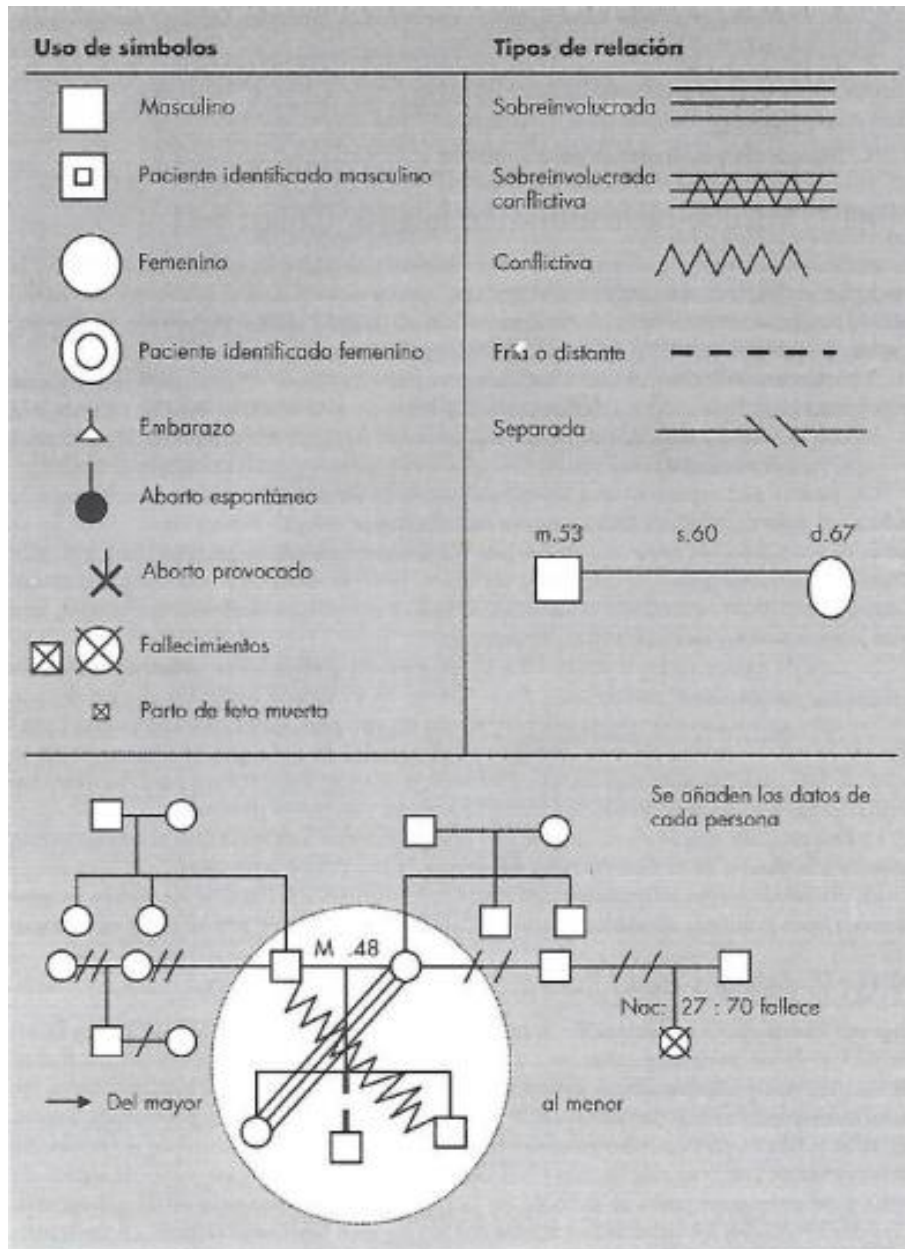 Uso de símbolos
Masculino
Paciente identificado masculino
Femenino
Paciente identificado femenino
Embarazo
Aborto espontáneo
Aborto provocado
Fallecimientos
Parto de feto muerta
Tipos de relación
Sobreinvolucrada
Sobreinvolucrada
conflictiva
Conflictiva
Fría o distante
Separada
m.53 s.60 d.67
Se añaden los datos de
cada persona
M .48
Nac: 27 : 70 fallece
Del mayor
al menor